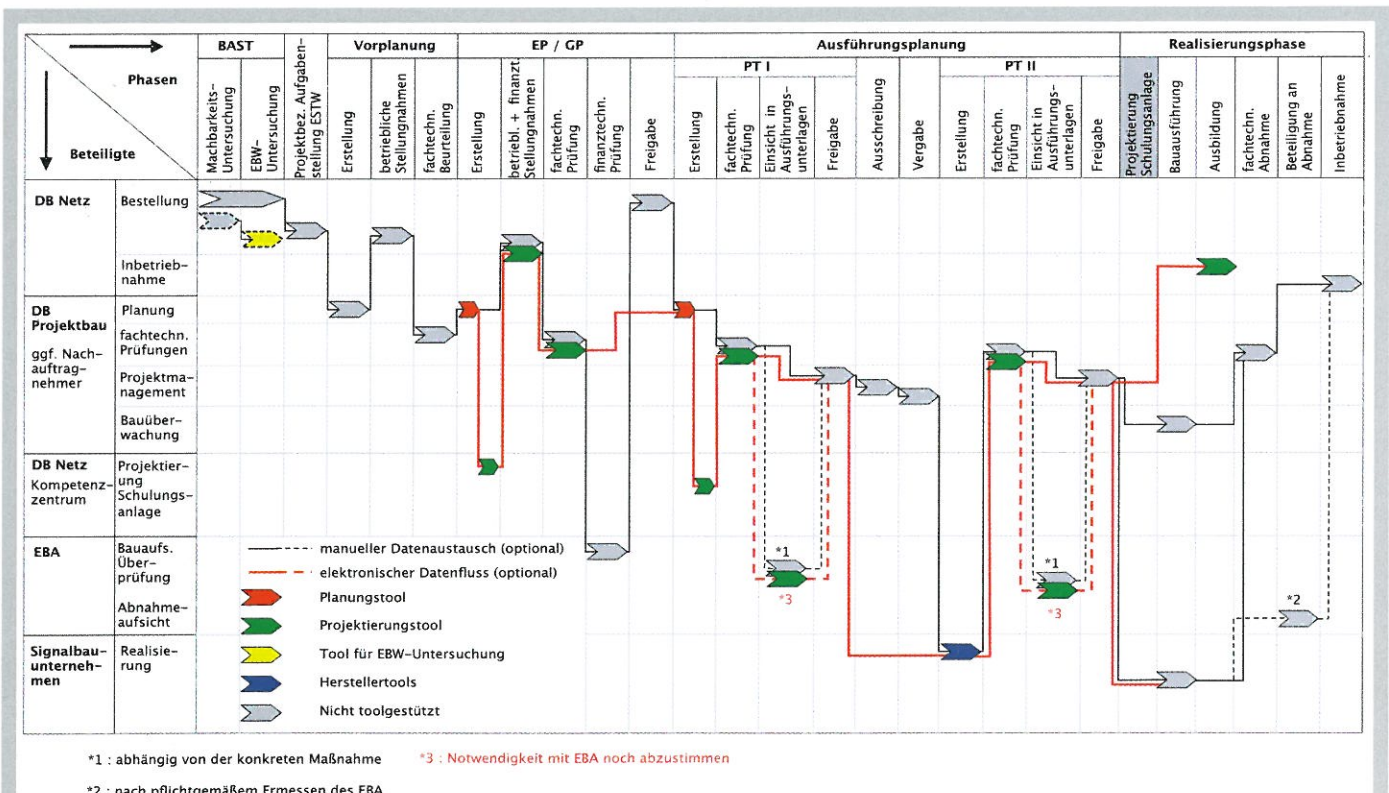 Phasen
Beteiligte
BAST
Vorplanung
EP / GP
Ausführungsplanung
Realisierungsphase
PT I
PT II
Machbarkeits-
Untersuchung
EBW-
Untersuchung
Projektbez. Aufgaben-
stellung ESTW
Erstellung
betriebliche
Stellungnahmen
fachtechn.
Beurteilung
Erstellung
betriebl. + finanzt.
Stellungnahmen
fachtechn.
Prüfung
finanztechn.
Prüfung
Freigabe
Erstellung
fachtechn.
Prüfung
Einsicht in
Ausführungs-
unterlagen
Freigabe
Ausschreibung
Vergabe
Erstellung
fachtechn.
Prüfung
Einsicht in
Ausführungs-
unterlagen
Freigabe
Projektierung
Schulungsanlage
Bauausführung
Ausbildung
fachtechn.
Abnahme
Beteiligung an
Abnahme
Inbetriebnahme
DB Netz
Bestellung
Inbetrieb-
nahme
DB
Projektbau
ggf. Nach-
auftrag-
nehmer
Planung
fachtechn.
Prüfungen
Projektma-
nagement
Bauüber-
wachung
DB Netz
Kompetenz-
zentrum
Projektier-
ung
Schulungs-
anlage
EBA
Bauaufs.
Über-
prüfung
Abnahme-
aufsicht
Signalbau-
unterneh-
men
Realisie-
rung
manueller Datenaustausch (optional)
elektronischer Datenfluss (optional)
Planungstool
Projektierungstool
Tool für EBW-Untersuchung
Herstellertools
Nicht toolgestützt
*1
*3
*1
*3
*2
*1 : abhängig von der konkreten Maßnahme
*3 : Notwendigkeit mit EBA noch abzustimmen
*2 : nach pflichtgemäßem Ermessen des EBA